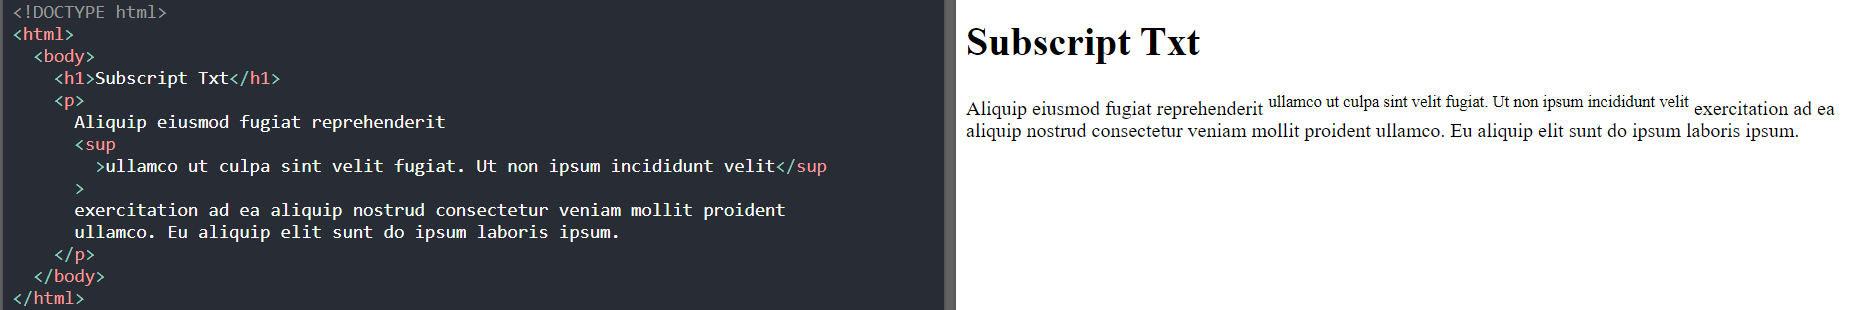 <!DOCTYPE html>
<html>
<body>
<h1>Subscript Txt</h1>
<p>
Aliquip eiusmod fugiat reprehenderit
<sup
>ullamco ut culpa sint velit fugiat. Ut non ipsum incididunt velit</sup
>
exercitation ad ea aliquip nostrud consectetur veniam mollit proident
ullamco. Eu aliquip elit sunt do ipsum laboris ipsum.
</p>
</body>
</html>
Subscript Txt
Aliquip eiusmod fugiat reprehenderit ullamco ut culpa sint velit fugiat. Ut non ipsum incididunt velit exercitation ad ea
aliquip nostrud consectetur veniam mollit proident ullamco. Eu aliquip elit sunt do ipsum laboris ipsum.